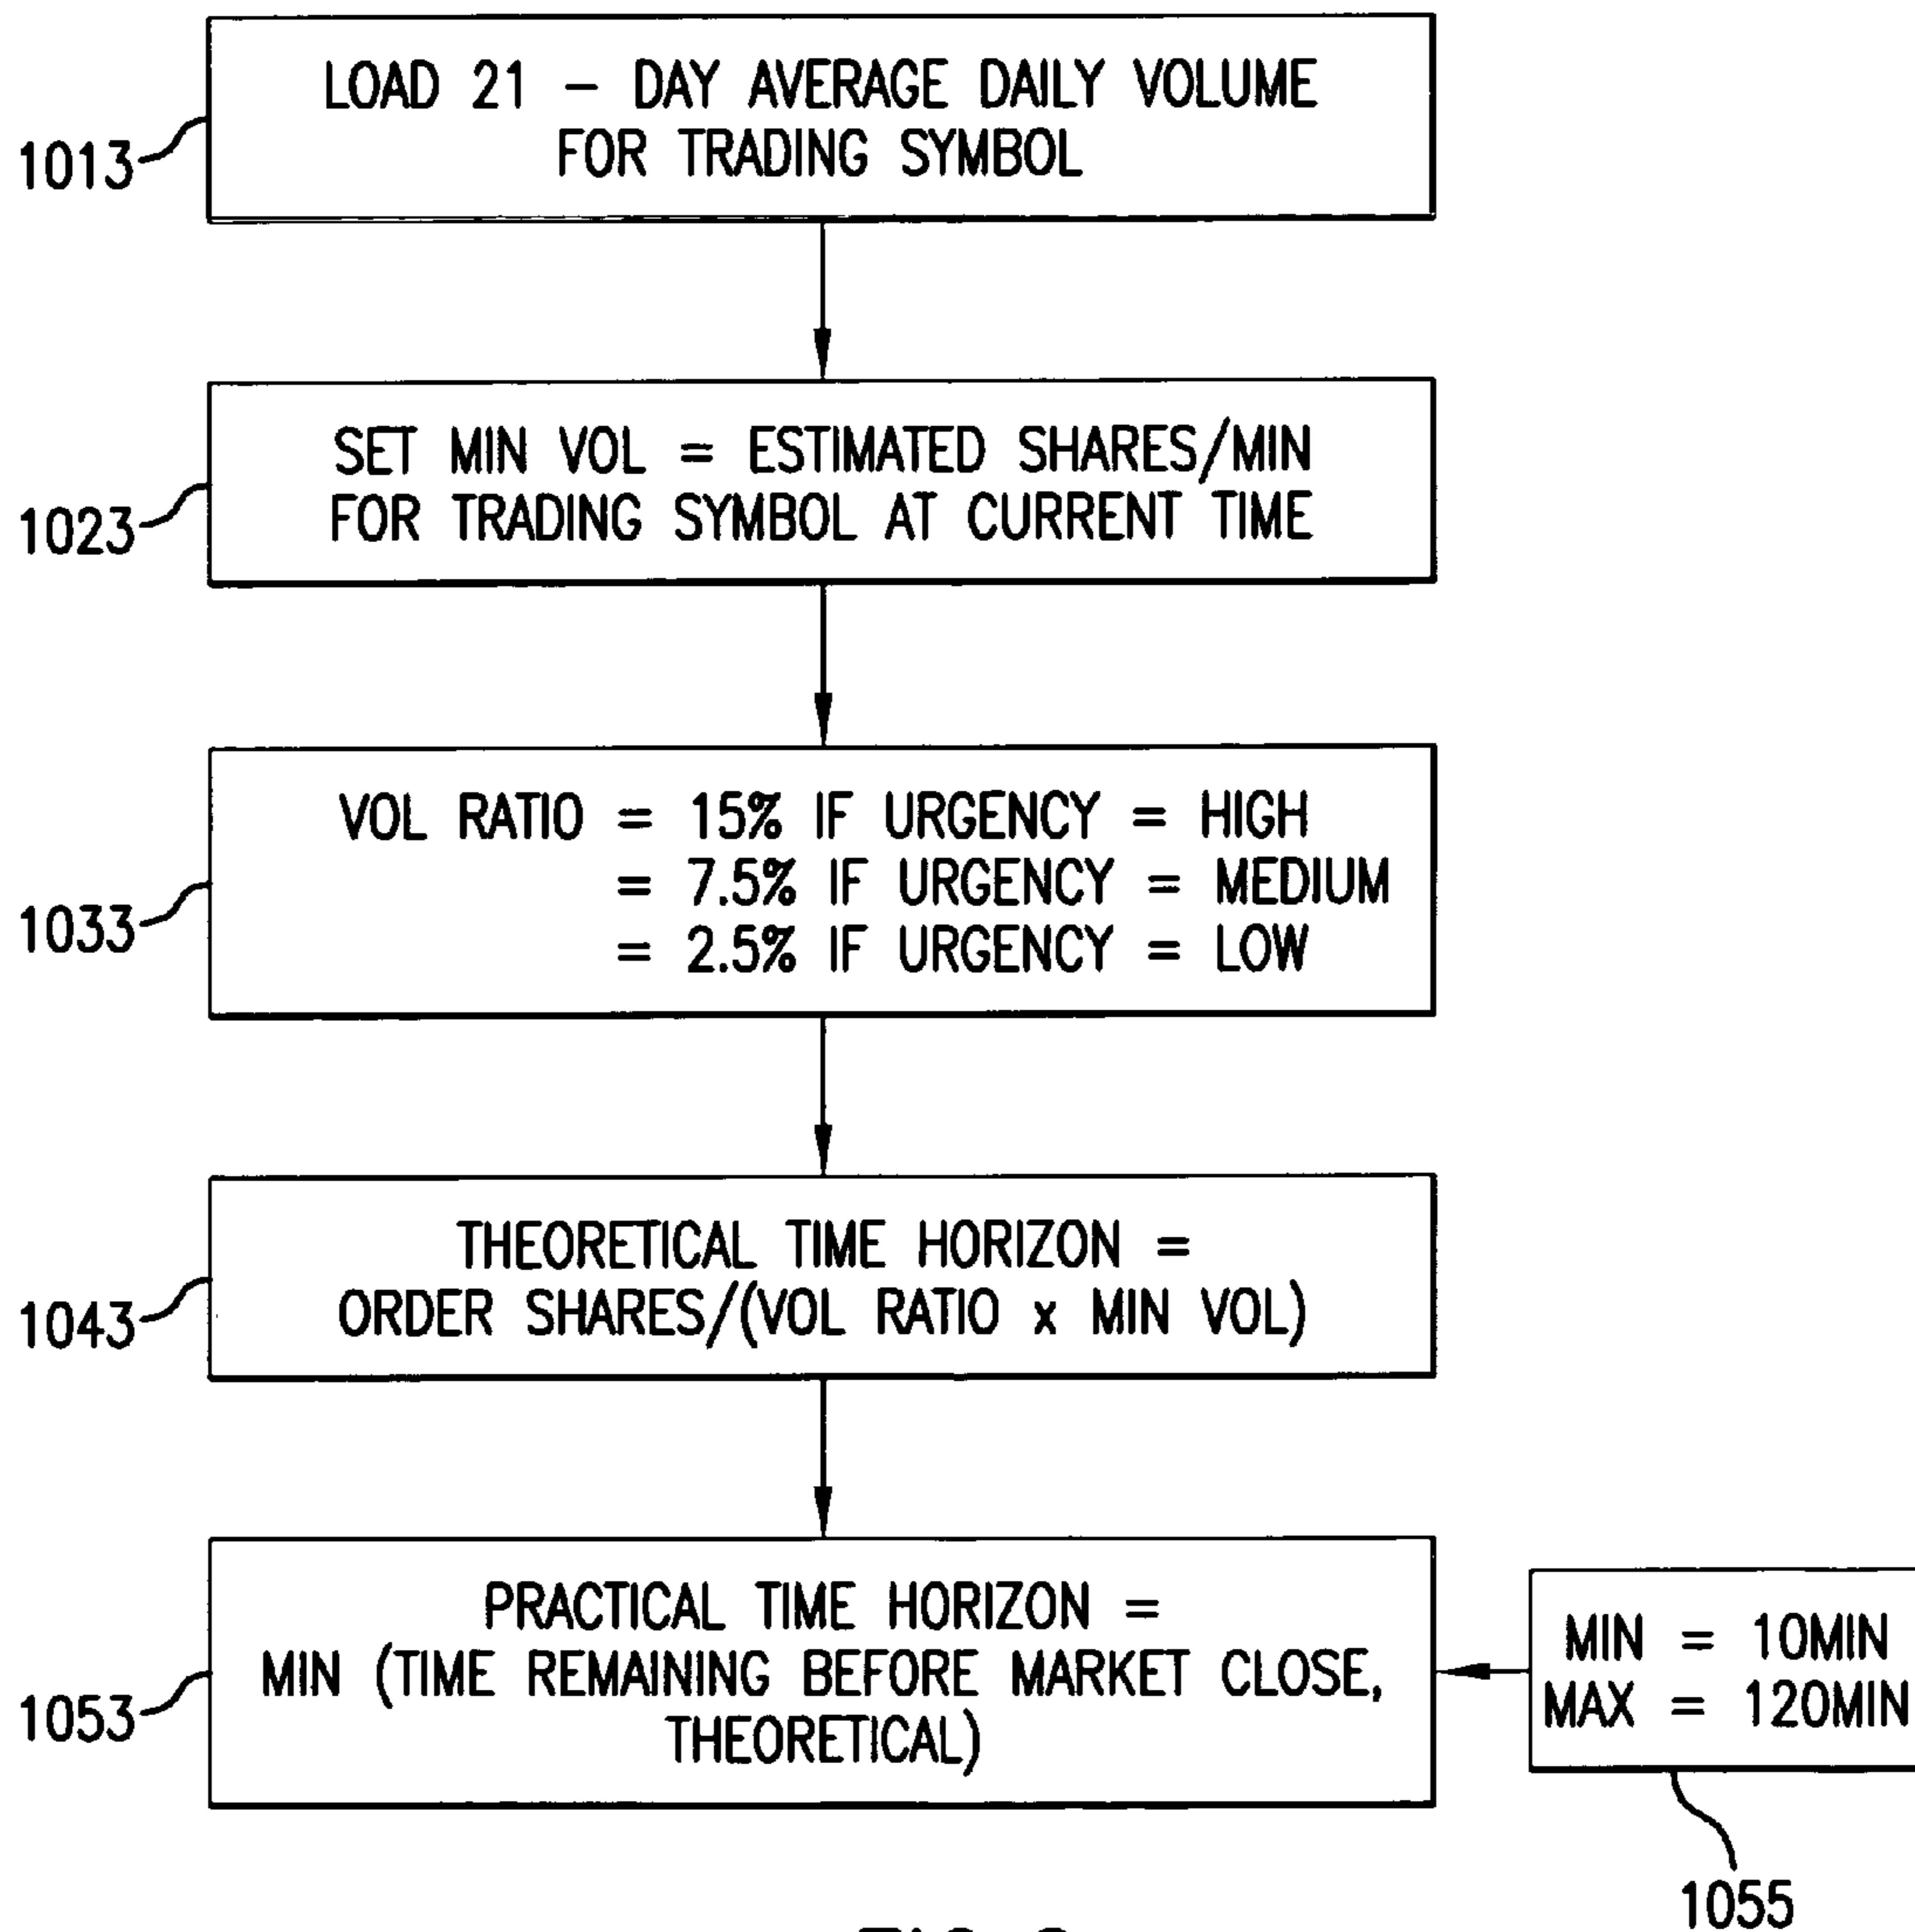 LOAD 21 - DAY AVERAGE DAILY VOLUME
FOR TRADING SYMBOL
1013
SET MIN VOL = ESTIMATED SHARES/MIN
FOR TRADING SYMBOL AT CURRENT TIME
1023
VOL RATIO = 15% IF URGENCY = HIGH
= 7.5% IF URGENCY = MEDIUM
= 2.5% IF URGENCY = LOW
1033
THEORETICAL TIME HORIZON =
ORDER SHARES/(VOL RATIO x MIN VOL)
1043
PRACTICAL TIME HORIZON =
MIN (TIME REMAINING BEFORE MARKET CLOSE,
THEORETICAL)
1053
MIN = 10MIN
MAX = 120MIN
1055